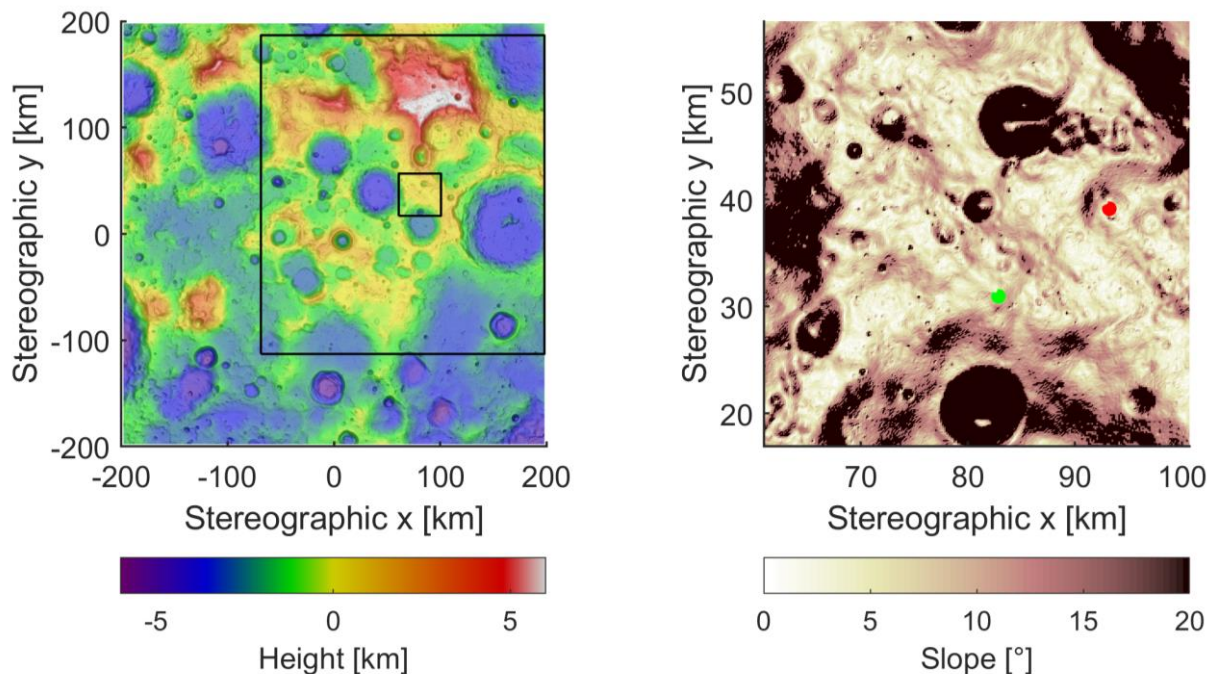 200
100
0
-100
-200
Stereographic y [km]
-200 -100 0 100 200
Stereographic x [km]
-5 0 5
Height [km]
50
40
30
20
Stereographic y [km]
70 80 90 100
Stereographic x [km]
0 5 10 15 20
Slope [°]